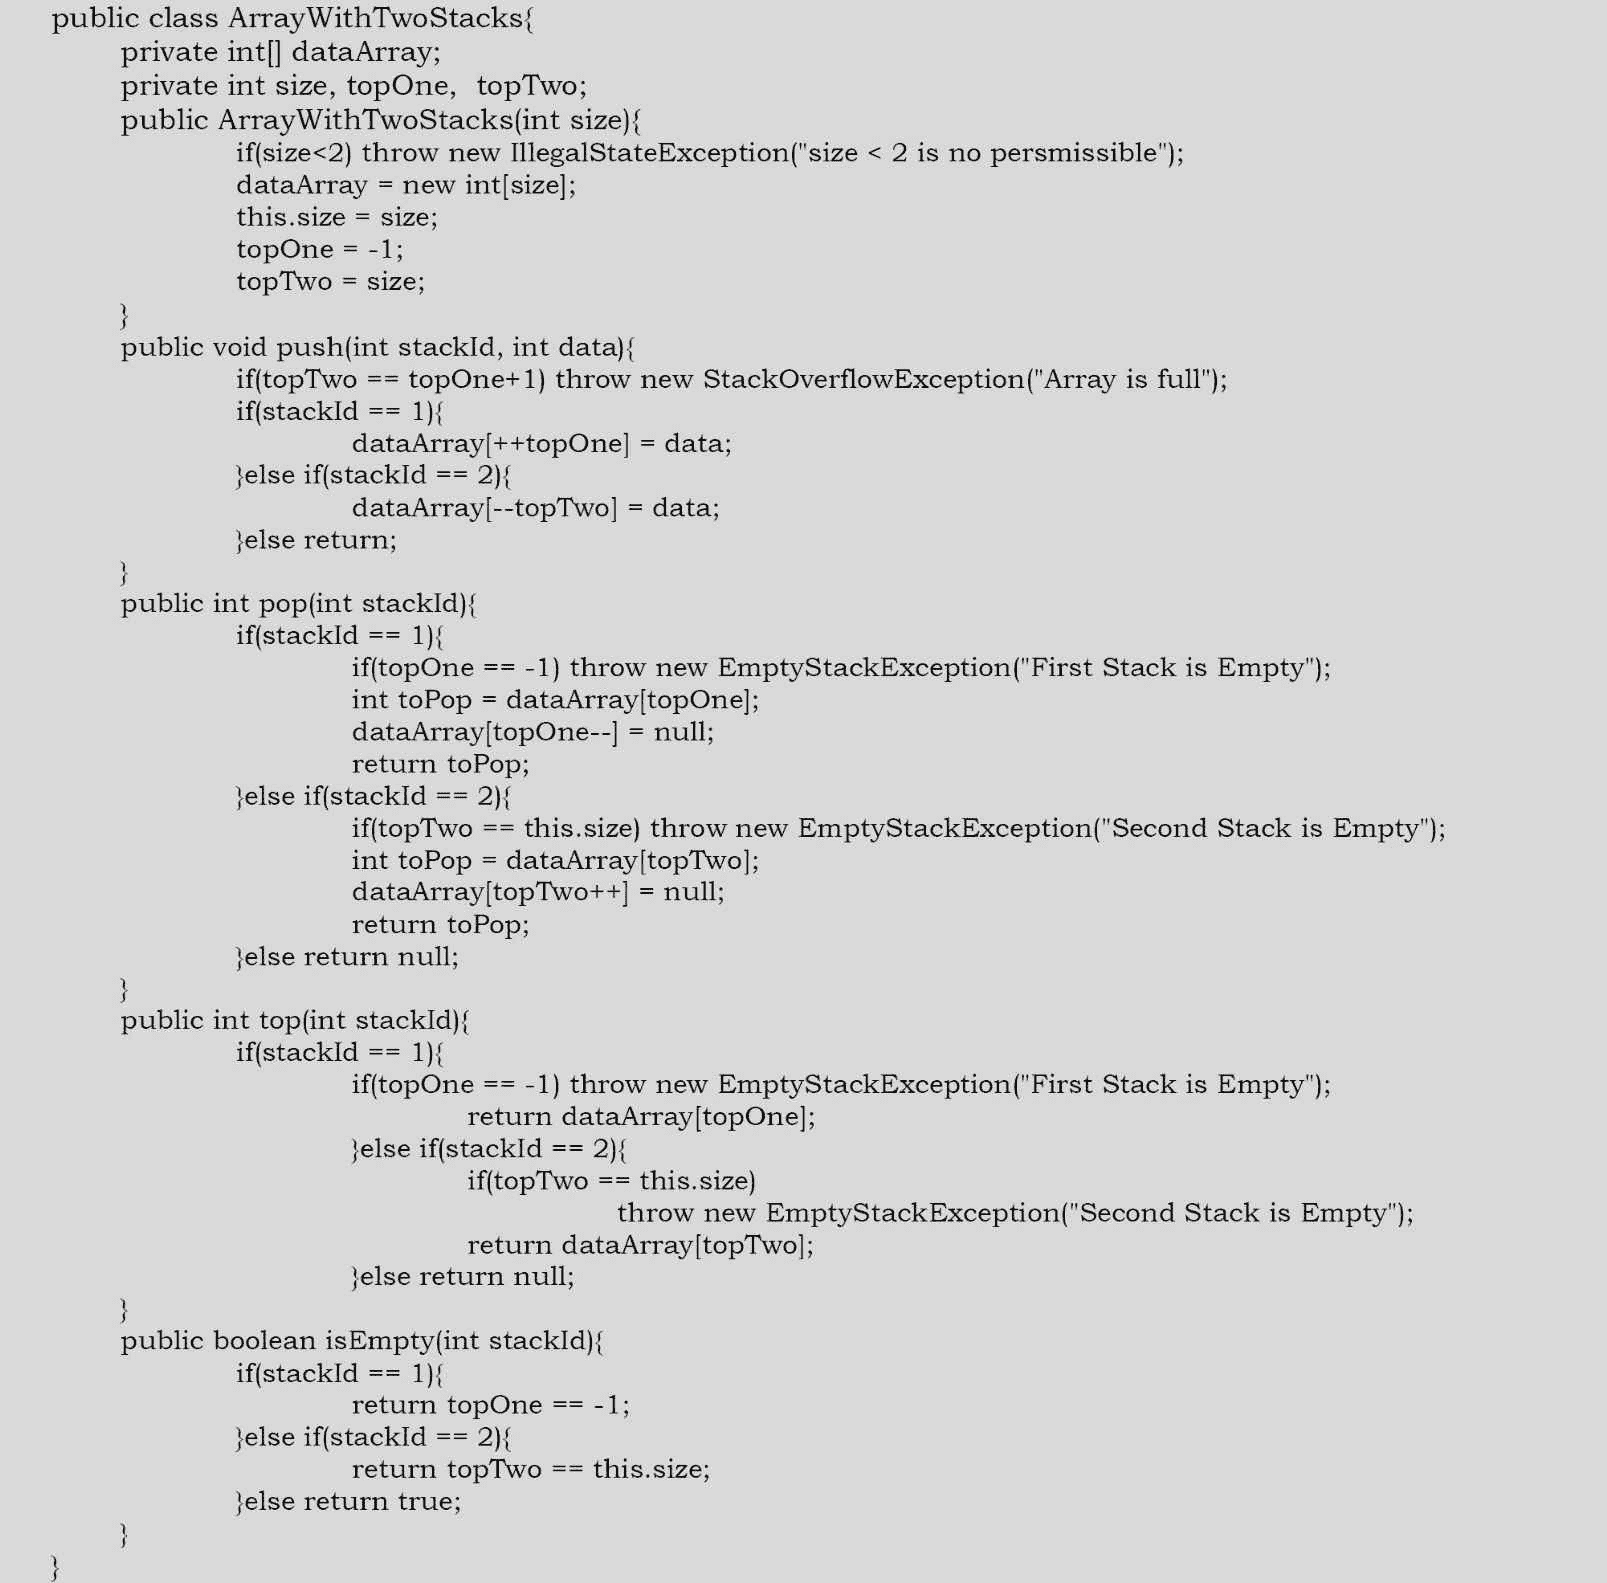 public class ArrayWithTwoStacks{
private int[] dataArray;
private int size, topOne,  topTwo;
public ArrayWithTwoStacks(int size){
if(size<2) throw new IllegalStateException("size < 2 is no persmissible");
dataArray = new int[size];
this.size = size;
topOne = -1;
topTwo = size;
}
public void push(int stackId, int data){
if(topTwo == topOne+1) throw new StackOverflowException("Array is full");
if(stackId == 1){
dataArray[++topOne] = data;
}else if(stackId == 2){
dataArray[--topTwo] = data;
}else return;
}
public int pop(int stackId){
if(stackId == 1){
if(topOne == -1) throw new EmptyStackException("First Stack is Empty");
int toPop = dataArray[topOne];
dataArray[topOne--] = null;
return toPop;
}else if(stackId == 2){
if(topTwo == this.size) throw new EmptyStackException("Second Stack is Empty");
int toPop = dataArray[topTwo];
dataArray[topTwo++] = null;
return toPop;
}else return null;
}
public int top(int stackId){
if(stackId == 1){
if(topOne == -1) throw new EmptyStackException("First Stack is Empty");
return dataArray[topOne];
}else if(stackId == 2){
if(topTwo == this.size)
throw new EmptyStackException("Second Stack is Empty");
return dataArray[topTwo];
}else return null;
}
public boolean isEmpty(int stackId){
if(stackId == 1){
return topOne == -1;
}else if(stackId == 2){
return topTwo == this.size;
}else return true;
}
}